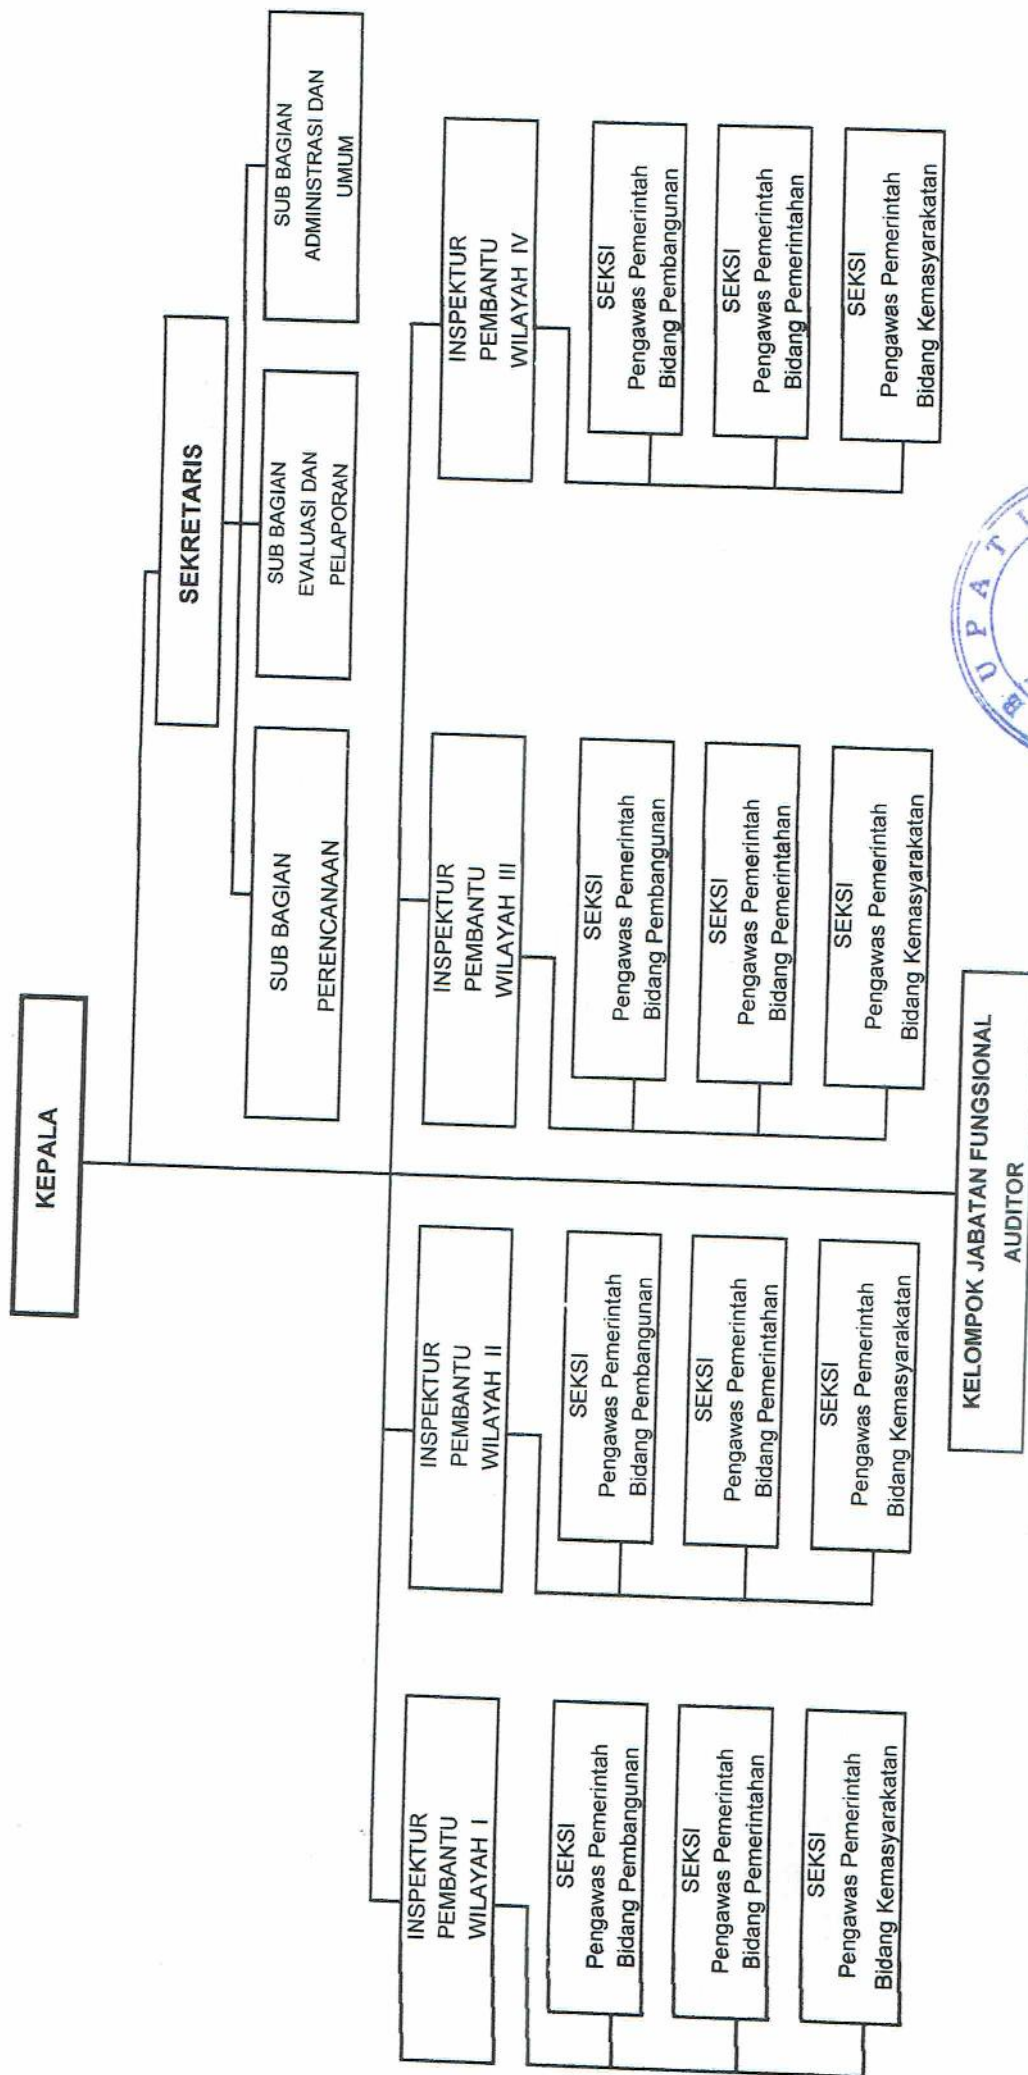 KEPALA
SEKRETARIS
SUB BAGIAN
PERENCANAAN
SUB BAGIAN
EVALUASI DAN
PELAPORAN
SUB BAGIAN
ADMINISTRASI DAN
UMUM
INSPEKTUR
PEMBANTU
WILAYAH I
SEKSI
Pengawas Pemerintah
Bidang Pembangunan
SEKSI
Pengawas Pemerintah
Bidang Pemerintahan
SEKSI
Pengawas Pemerintah
Bidang Kemasyarakatan
INSPEKTUR
PEMBANTU
WILAYAH II
SEKSI
Pengawas Pemerintah
Bidang Pembangunan
SEKSI
Pengawas Pemerintah
Bidang Pemerintahan
SEKSI
Pengawas Pemerintah
Bidang Kemasyarakatan
INSPEKTUR
PEMBANTU
WILAYAH III
SEKSI
Pengawas Pemerintah
Bidang Pembangunan
SEKSI
Pengawas Pemerintah
Bidang Pemerintahan
SEKSI
Pengawas Pemerintah
Bidang Kemasyarakatan
INSPEKTUR
PEMBANTU
WILAYAH IV
SEKSI
Pengawas Pemerintah
Bidang Pembangunan
SEKSI
Pengawas Pemerintah
Bidang Pemerintahan
SEKSI
Pengawas Pemerintah
Bidang Kemasyarakatan
KELOMPOK JABATAN FUNGSIONAL
AUDITOR
BUPATI